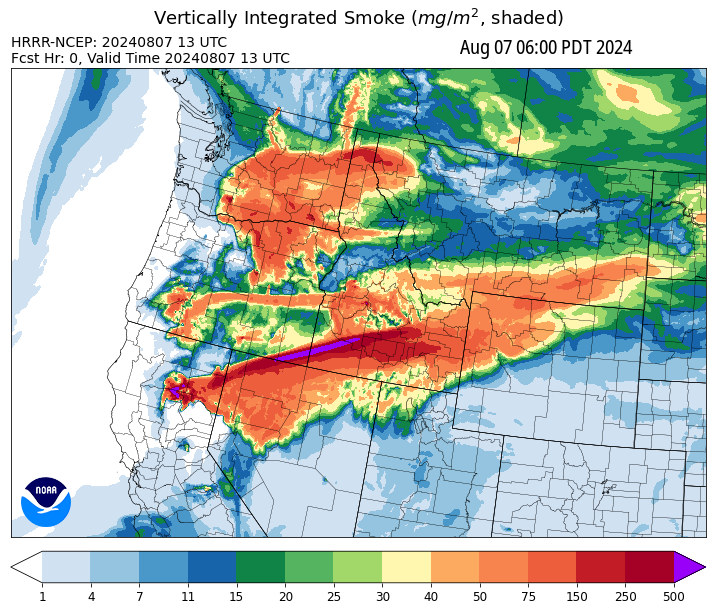 Vertically Integrated Smoke (mg/m², shaded)
HRRR-NCEP: 20240807 13 UTC
Fcst Hr: 0, Valid Time 20240807 13 UTC
Aug 07 06:00 PDT 2024
NOAA
1 4 7 11 15 20 25 30 40 50 75 150 250 500